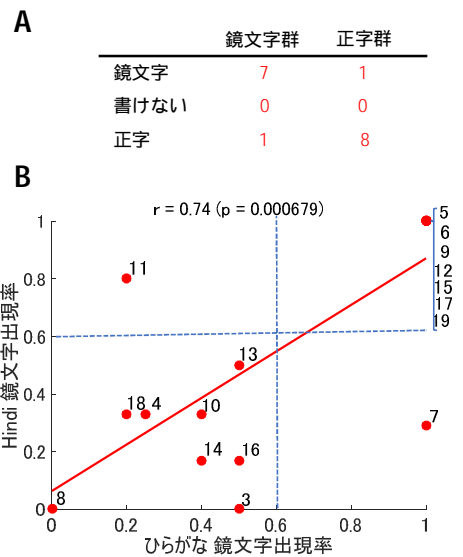 A
鏡文字群 正字群
鏡文字 7 1
書けない 0 0
正字 1 8
B
r = 0.74 (p = 0.000679)
Hindi 鏡文字出現率
1
0.8
0.6
0.4
0.2
0
5
6
9
12
15
17
19
11
13
18 4
10
7
14
16
8
3
0 0.2 0.4 0.6 0.8 1
ひらがな 鏡文字出現率